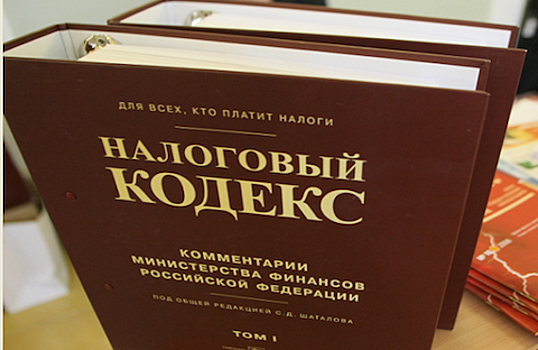 ДЛЯ ВСЕХ, КТО ПЛАТИТ НАЛОГИ
НАЛОГОВЫЙ
КОДЕКС
КОММЕНТАРИИ
МИНИСТЕРСТВА ФИНАНСОВ
РОССИЙСКОЙ ФЕДЕРАЦИИ
ПОД ОБЩЕЙ РЕДАКЦИЕЙ С.Д. ШАТАЛОВА
ТОМ I